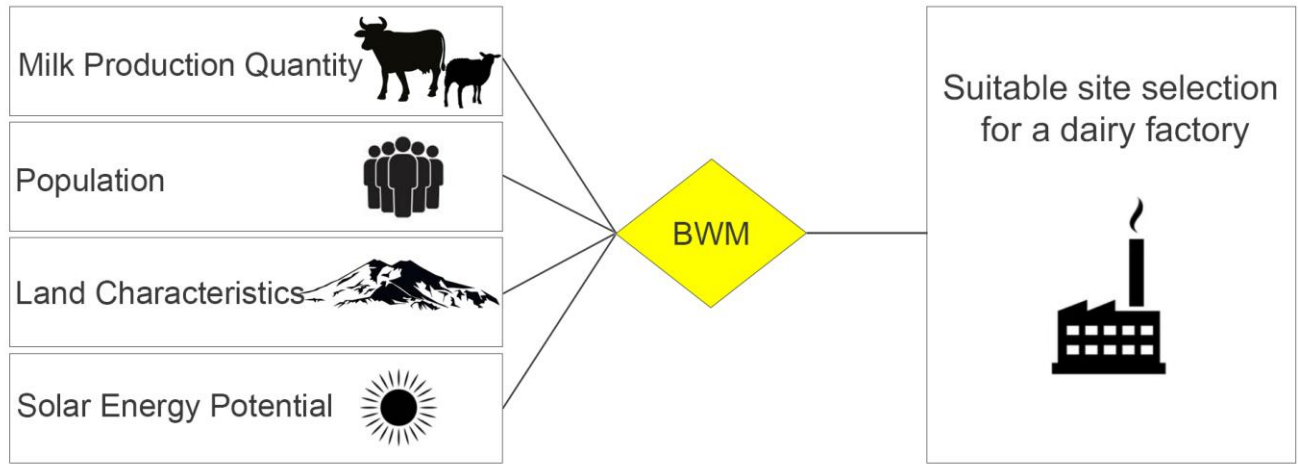 Milk Production Quantity
Population
Land Characteristics
Solar Energy Potential
BWM
Suitable site selection
for a dairy factory